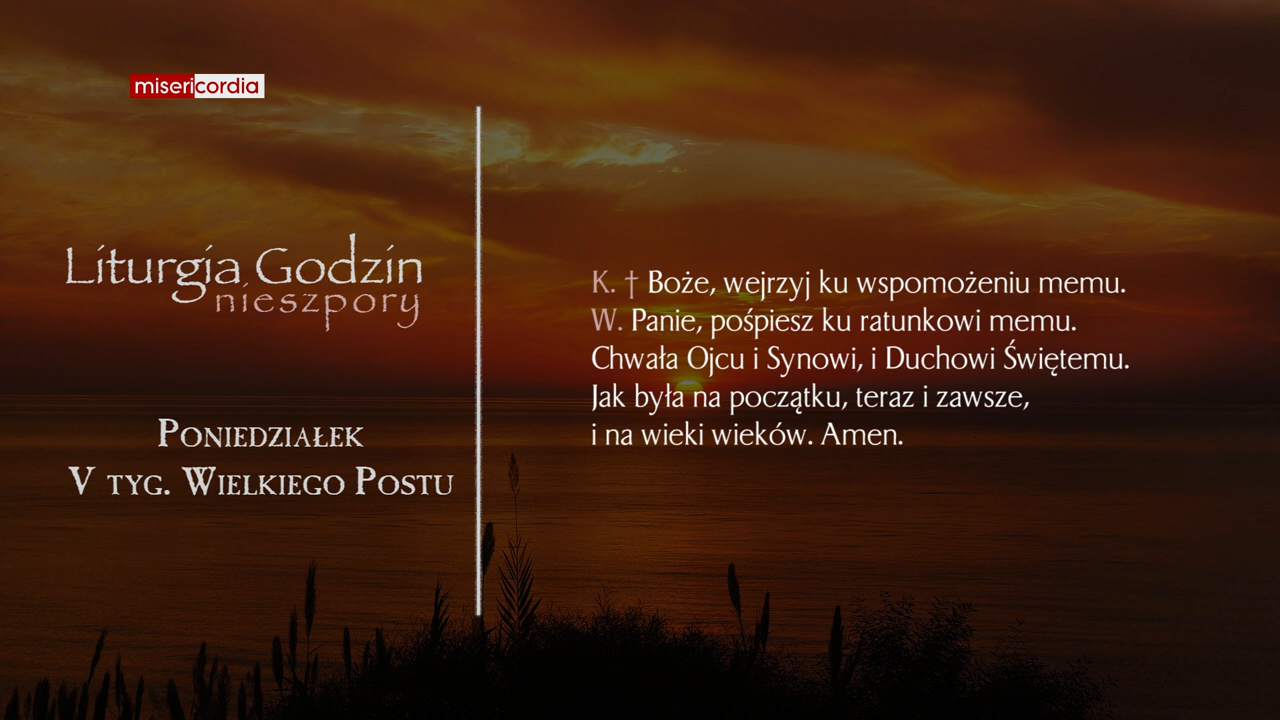 misericordia
Liturgia Godzin
nieszpory
Poniedziałek
V tyg. Wielkiego Postu
K. † Boże, wejrzyj ku wspomożeniu memu.
W. Panie, pośpiesz ku ratunkowi memu.
Chwała Ojcu i Synowi, i Duchowi Świętemu.
Jak była na początku, teraz i zawsze,
i na wieki wieków. Amen.